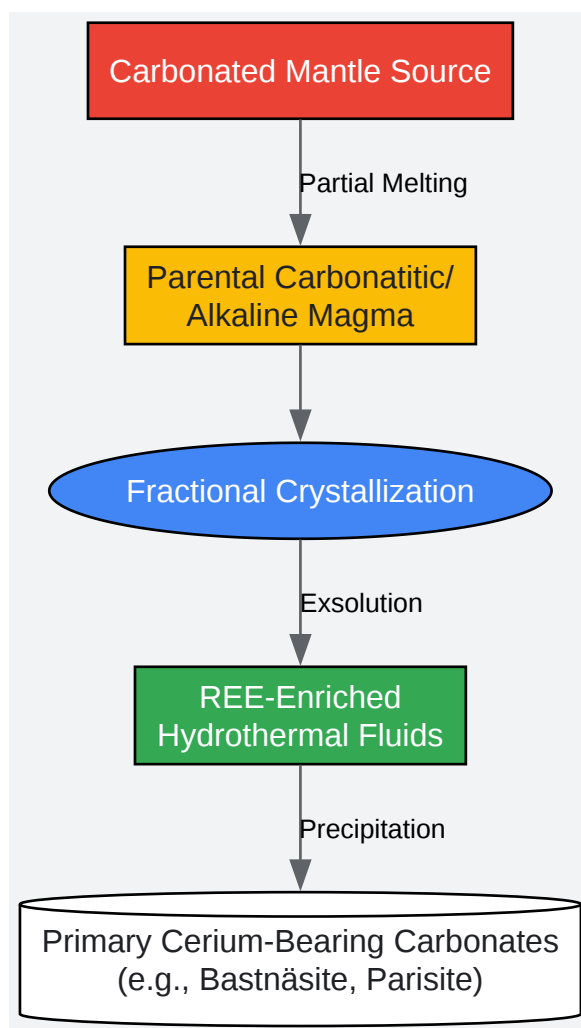 Carbonated Mantle Source
Partial Melting
Parental Carbonatitic/
Alkaline Magma
Fractional Crystallization
Exsolution
REE-Enriched
Hydrothermal Fluids
Precipitation
Primary Cerium-Bearing Carbonates
(e.g., Bastnäsite, Parisite)